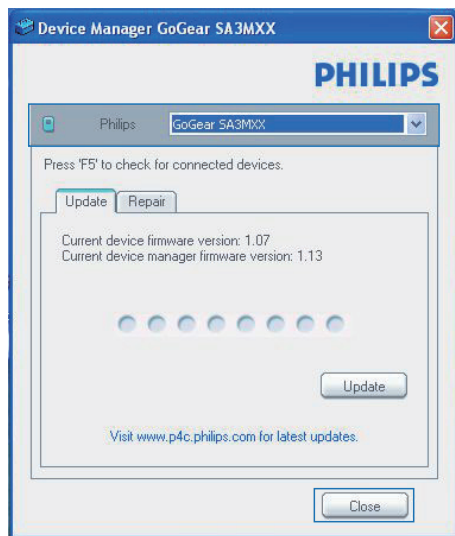 Device Manager GoGear SA3MXX
PHILIPS
Philips GoGear SA3MXX
Press 'F5' to check for connected devices.
Update Repair
Current device firmware version: 1.07
Current device manager firmware version: 1.13
Update
Visit www.p4c.philips.com for latest updates.
Close